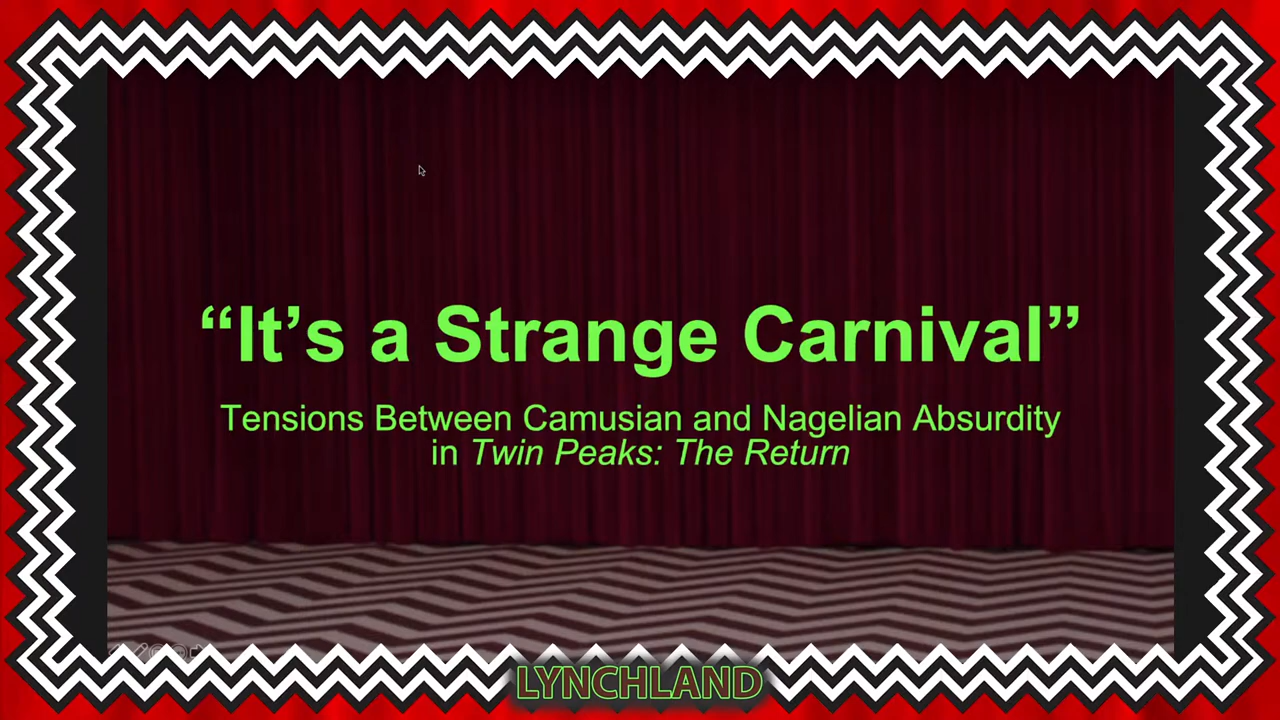 “It’s a Strange Carnival”
Tensions Between Camusian and Nagelian Absurdity
in Twin Peaks: The Return
LYNCHLAND